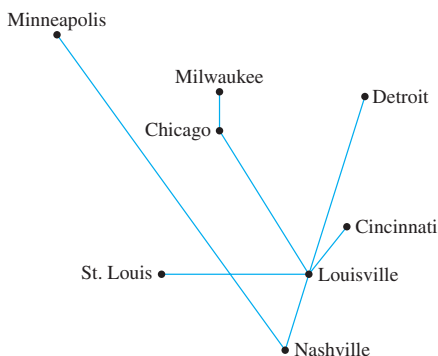 Minneapolis
Milwaukee
Detroit
Chicago
Cincinnati
St. Louis
Louisville
Nashville